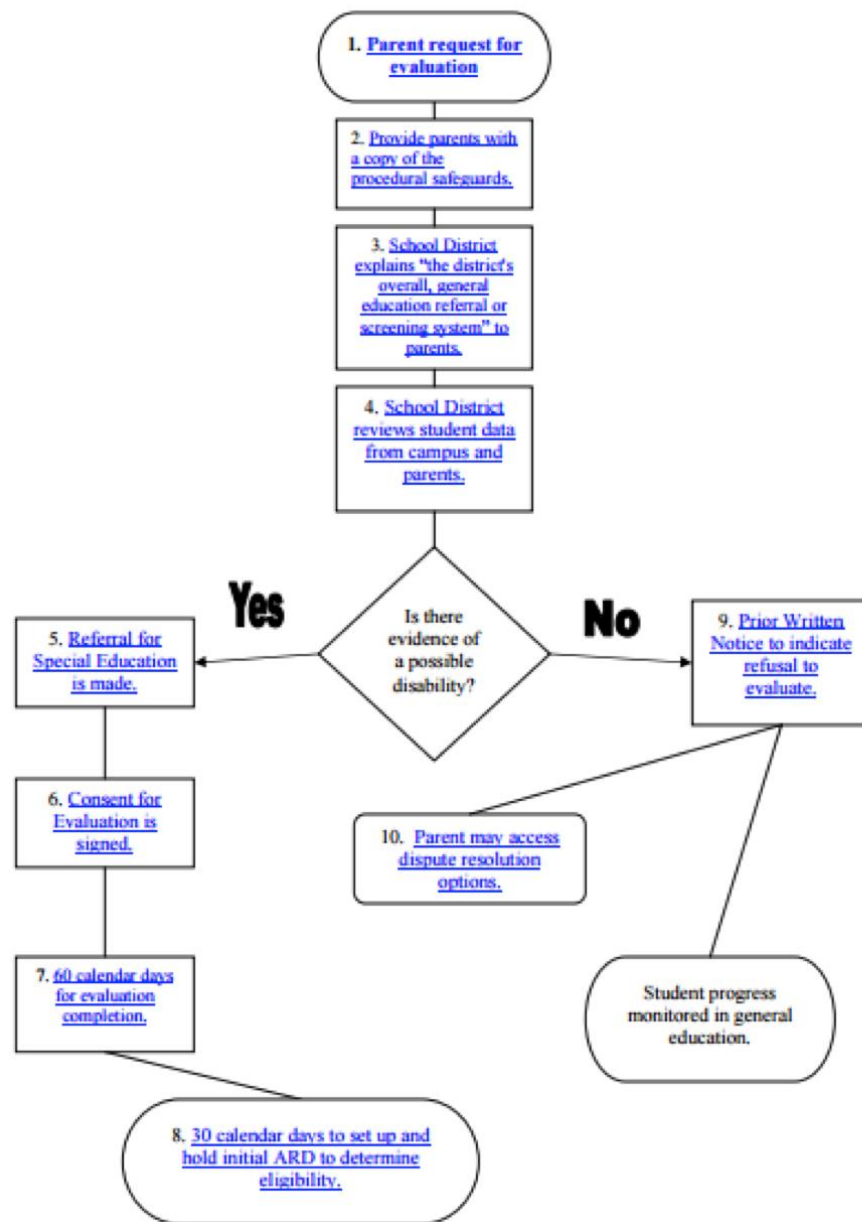 1. Parent request for
evaluation
2. Provide parents with
a copy of the
procedural safeguards.
3. School District
explains "the district's
overall, general
education referral or
screening system" to
parents.
4. School District
reviews student data
from campus and
parents.
Is there
evidence of
a possible
disability?
Yes
No
5. Referral for
Special Education
is made.
6. Consent for
Evaluation is
signed.
7. 60 calendar days
for evaluation
completion.
8. 30 calendar days to set up and
hold initial ARD to determine
eligibility.
9. Prior Written
Notice to indicate
refusal to
evaluate.
10. Parent may access
dispute resolution
options.
Student progress
monitored in general
education.